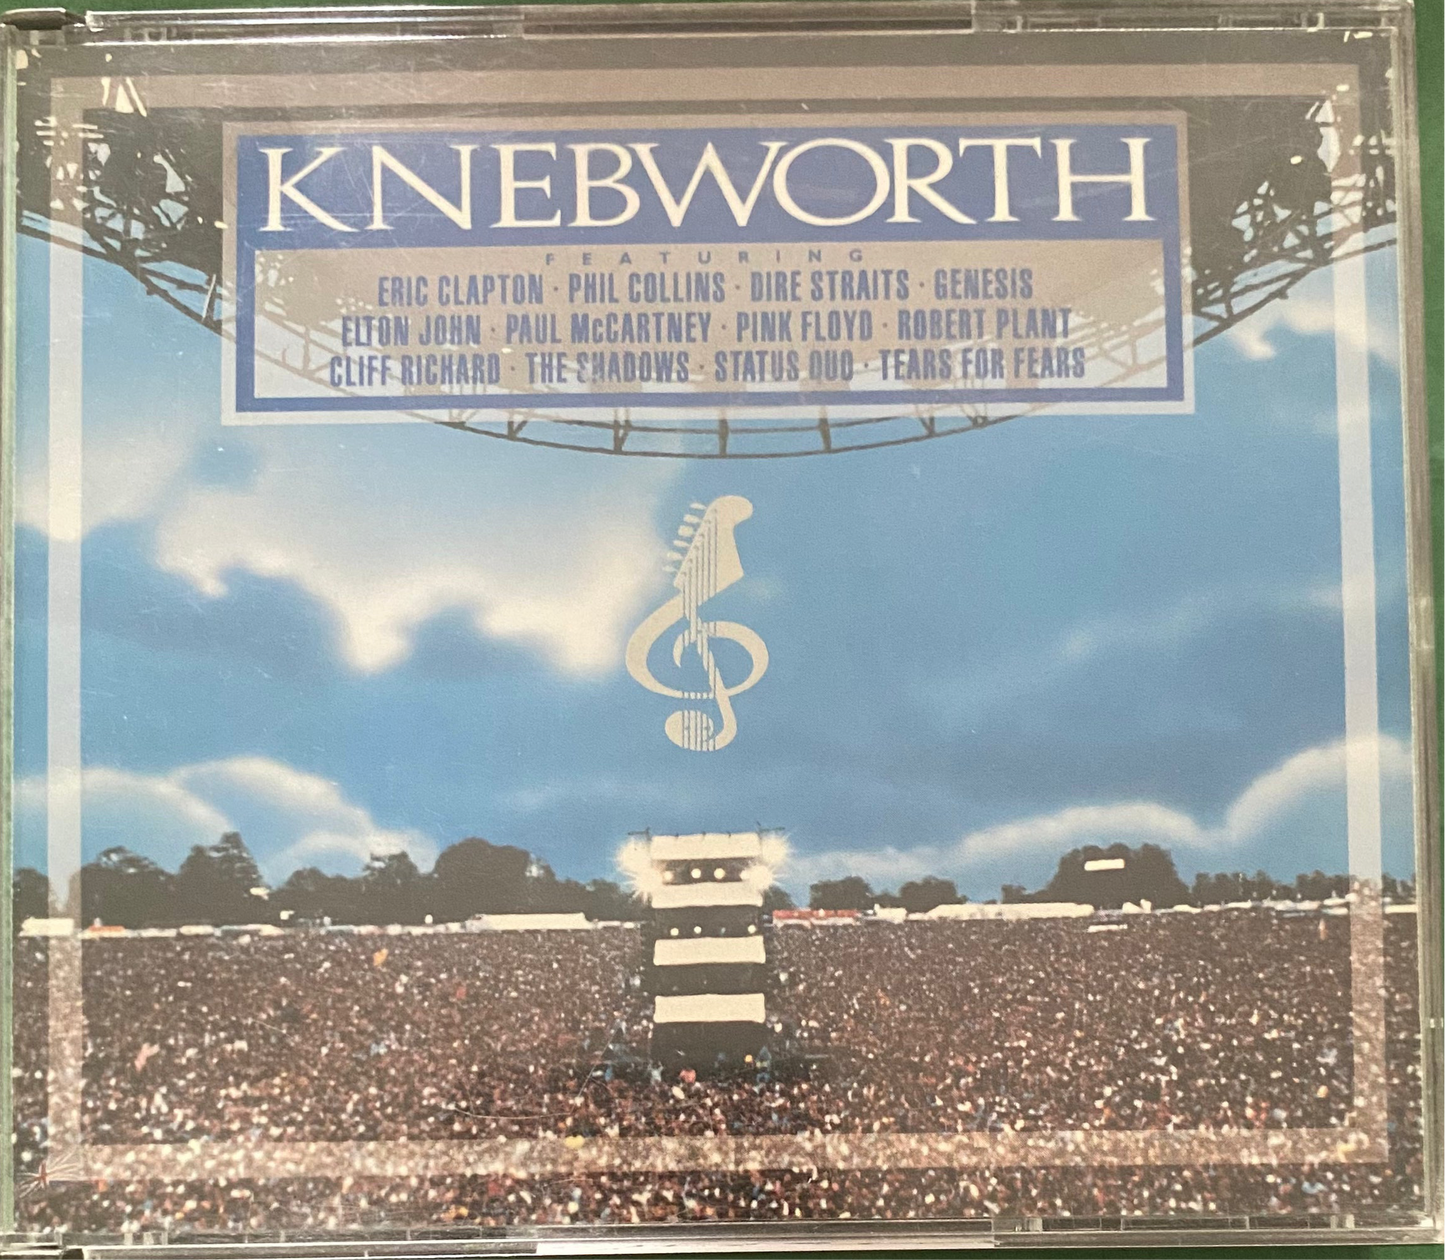 KNEBWORTH
FEATURING
ERIC CLAPTON · PHIL COLLINS · DIRE STRAITS · GENESIS
ELTON JOHN · PAUL McCARTNEY · PINK FLOYD · ROBERT PLANT
CLIFF RICHARD · THE SHADOWS · STATUS QUO · TEARS FOR FEARS